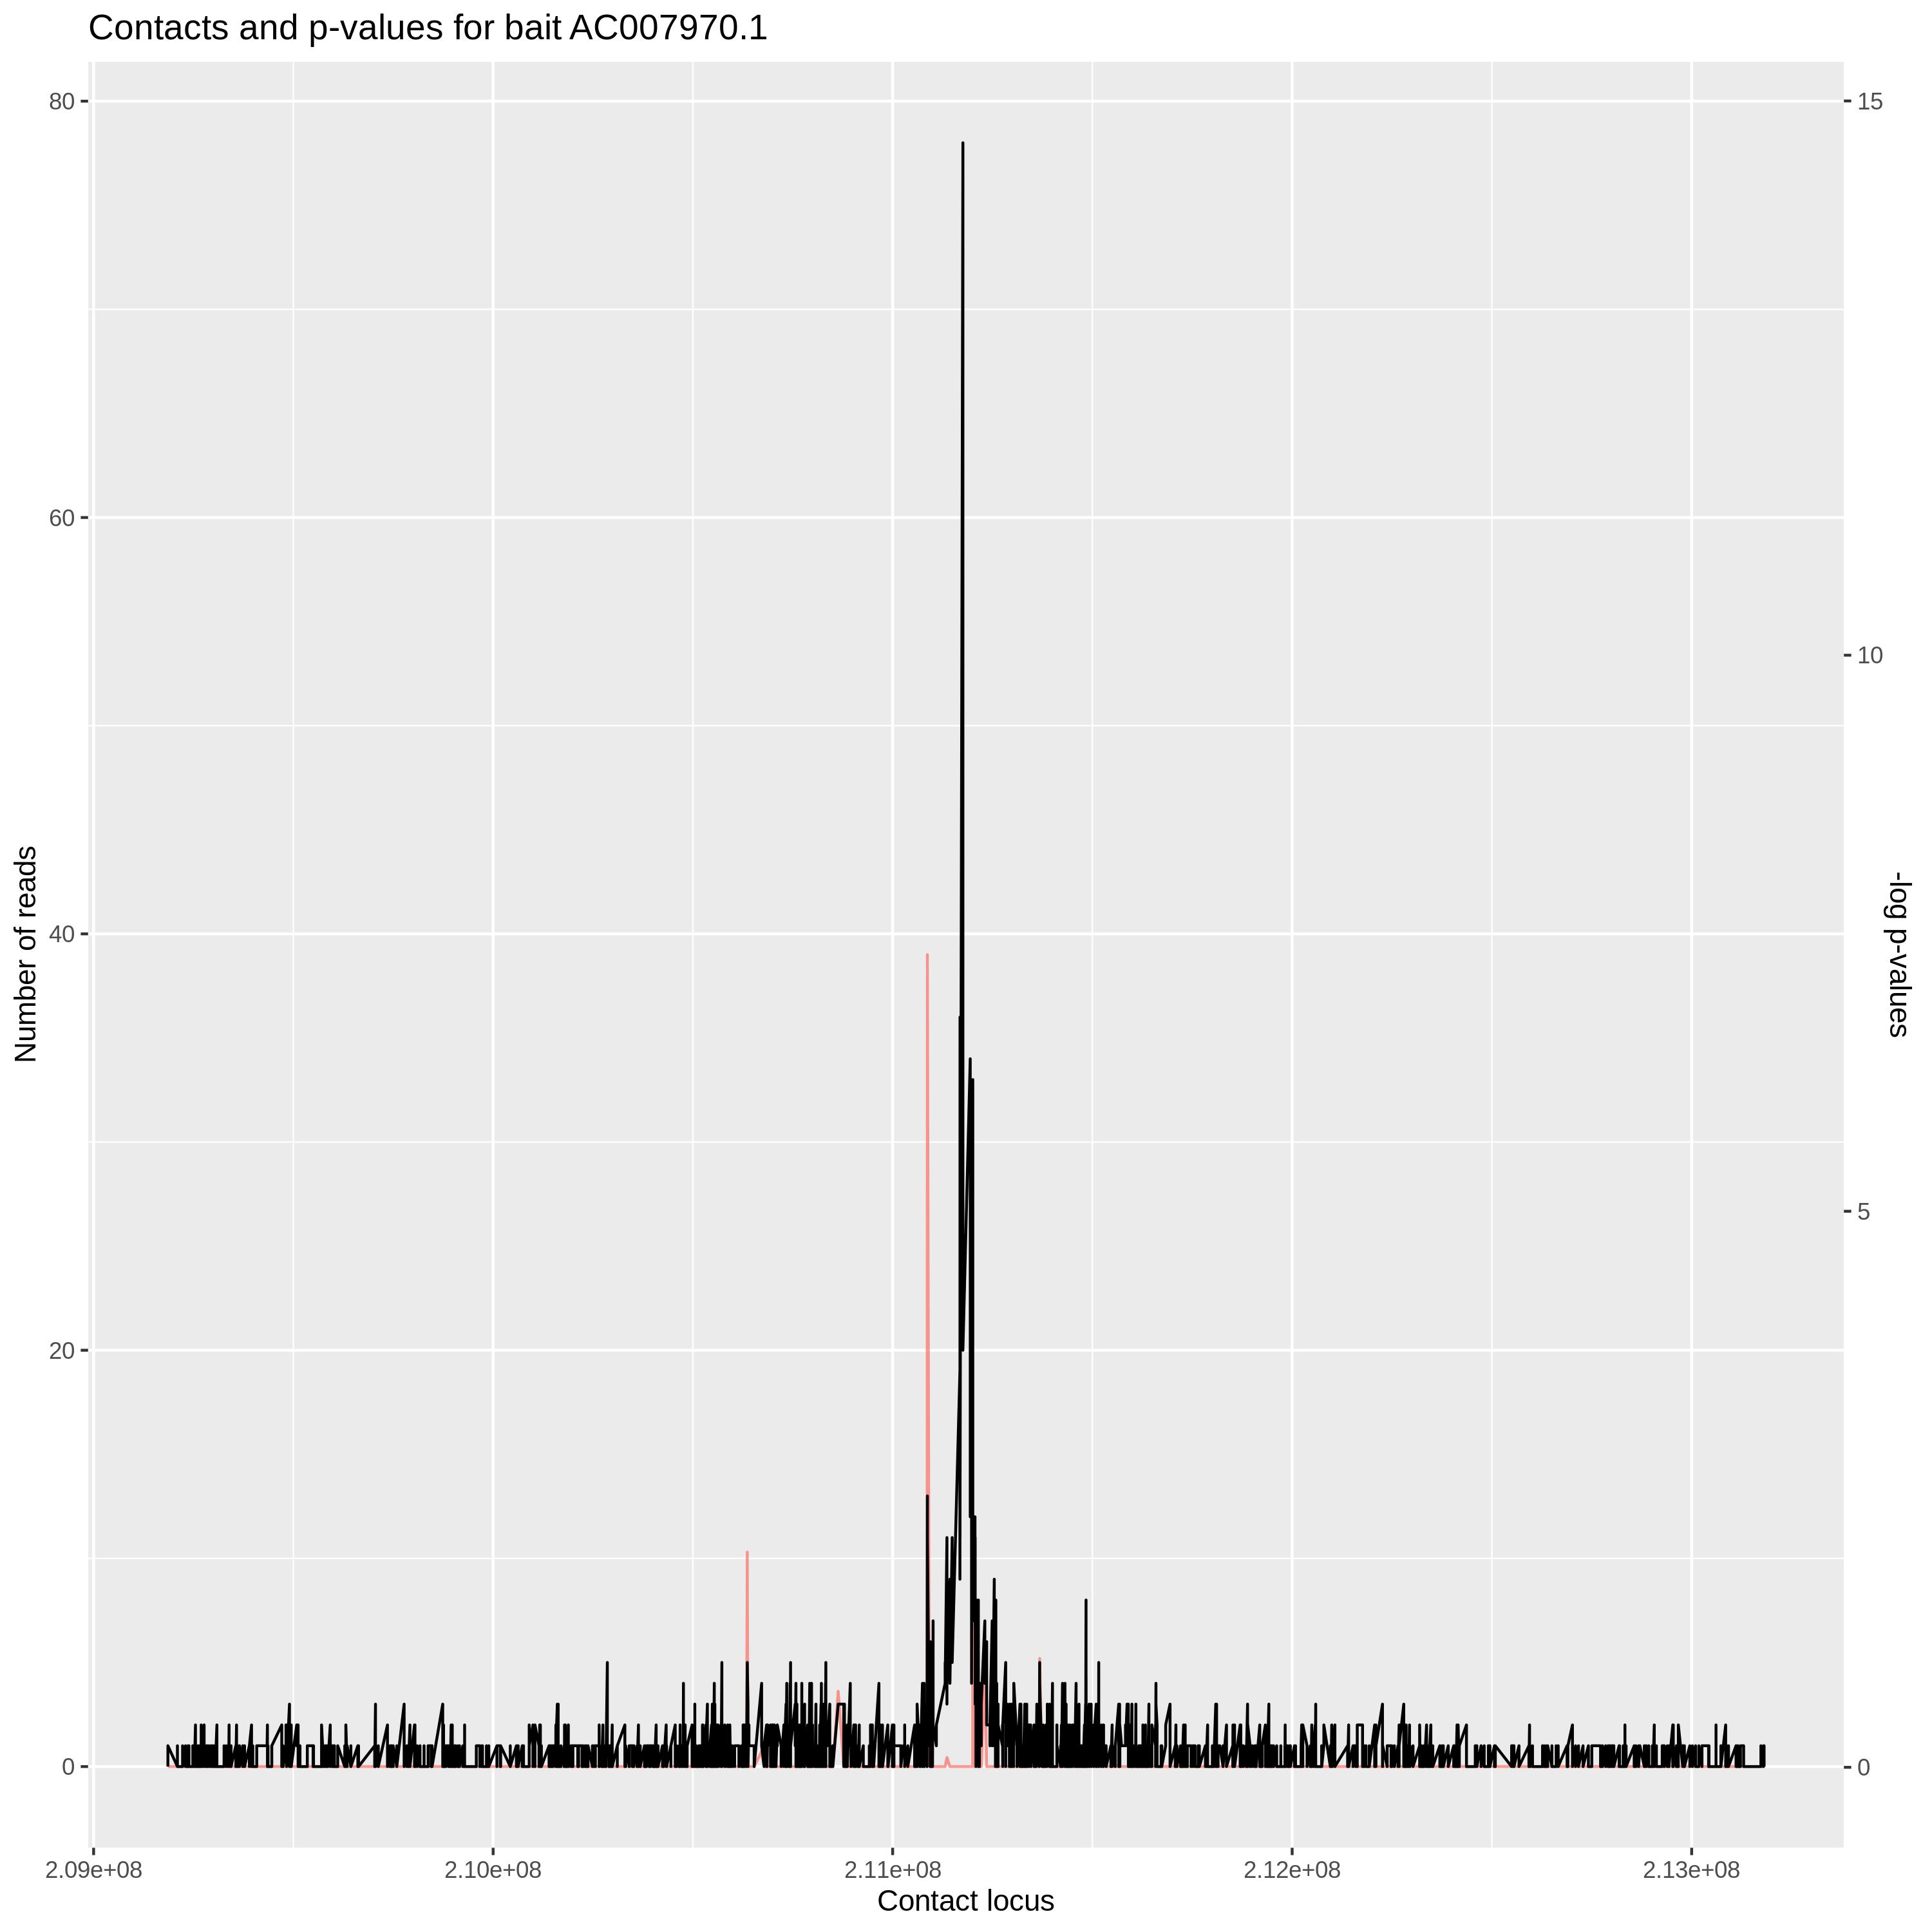 Contacts and p-values for bait AC007970.1
80
60
40
20
0
15
10
5
0
Number of reads
-log p-values
2.09e+08
2.10e+08
2.11e+08
2.12e+08
2.13e+08
Contact locus